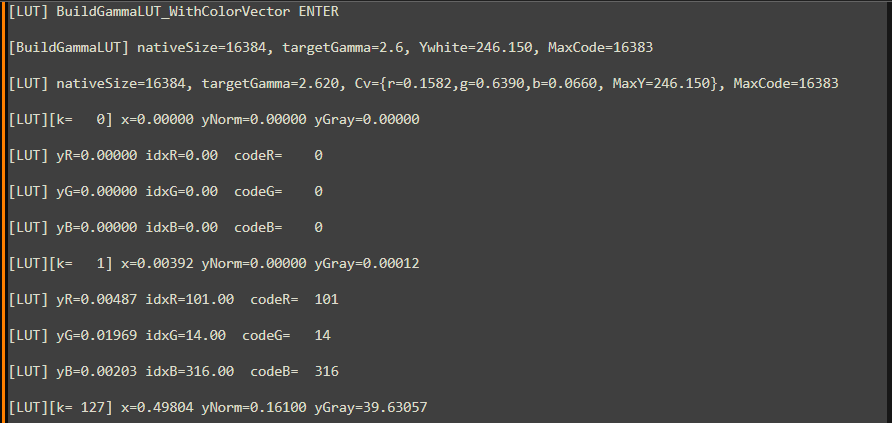 [LUT] BuildGammaLUT_WithColorVector ENTER
[BuildGammaLUT] nativeSize=16384, targetGamma=2.6, Ywhite=246.150, MaxCode=16383
[LUT] nativeSize=16384, targetGamma=2.620, Cv={r=0.1582,g=0.6390,b=0.0660, MaxY=246.150}, MaxCode=16383
[LUT][k=   0] x=0.00000 yNorm=0.00000 yGray=0.00000
[LUT] yR=0.00000 idxR=0.00  codeR=    0
[LUT] yG=0.00000 idxG=0.00  codeG=    0
[LUT] yB=0.00000 idxB=0.00  codeB=    0
[LUT][k=   1] x=0.00392 yNorm=0.00000 yGray=0.00012
[LUT] yR=0.00487 idxR=101.00  codeR=  101
[LUT] yG=0.01969 idxG=14.00  codeG=   14
[LUT] yB=0.00203 idxB=316.00  codeB=  316
[LUT][k= 127] x=0.49804 yNorm=0.16100 yGray=39.63057